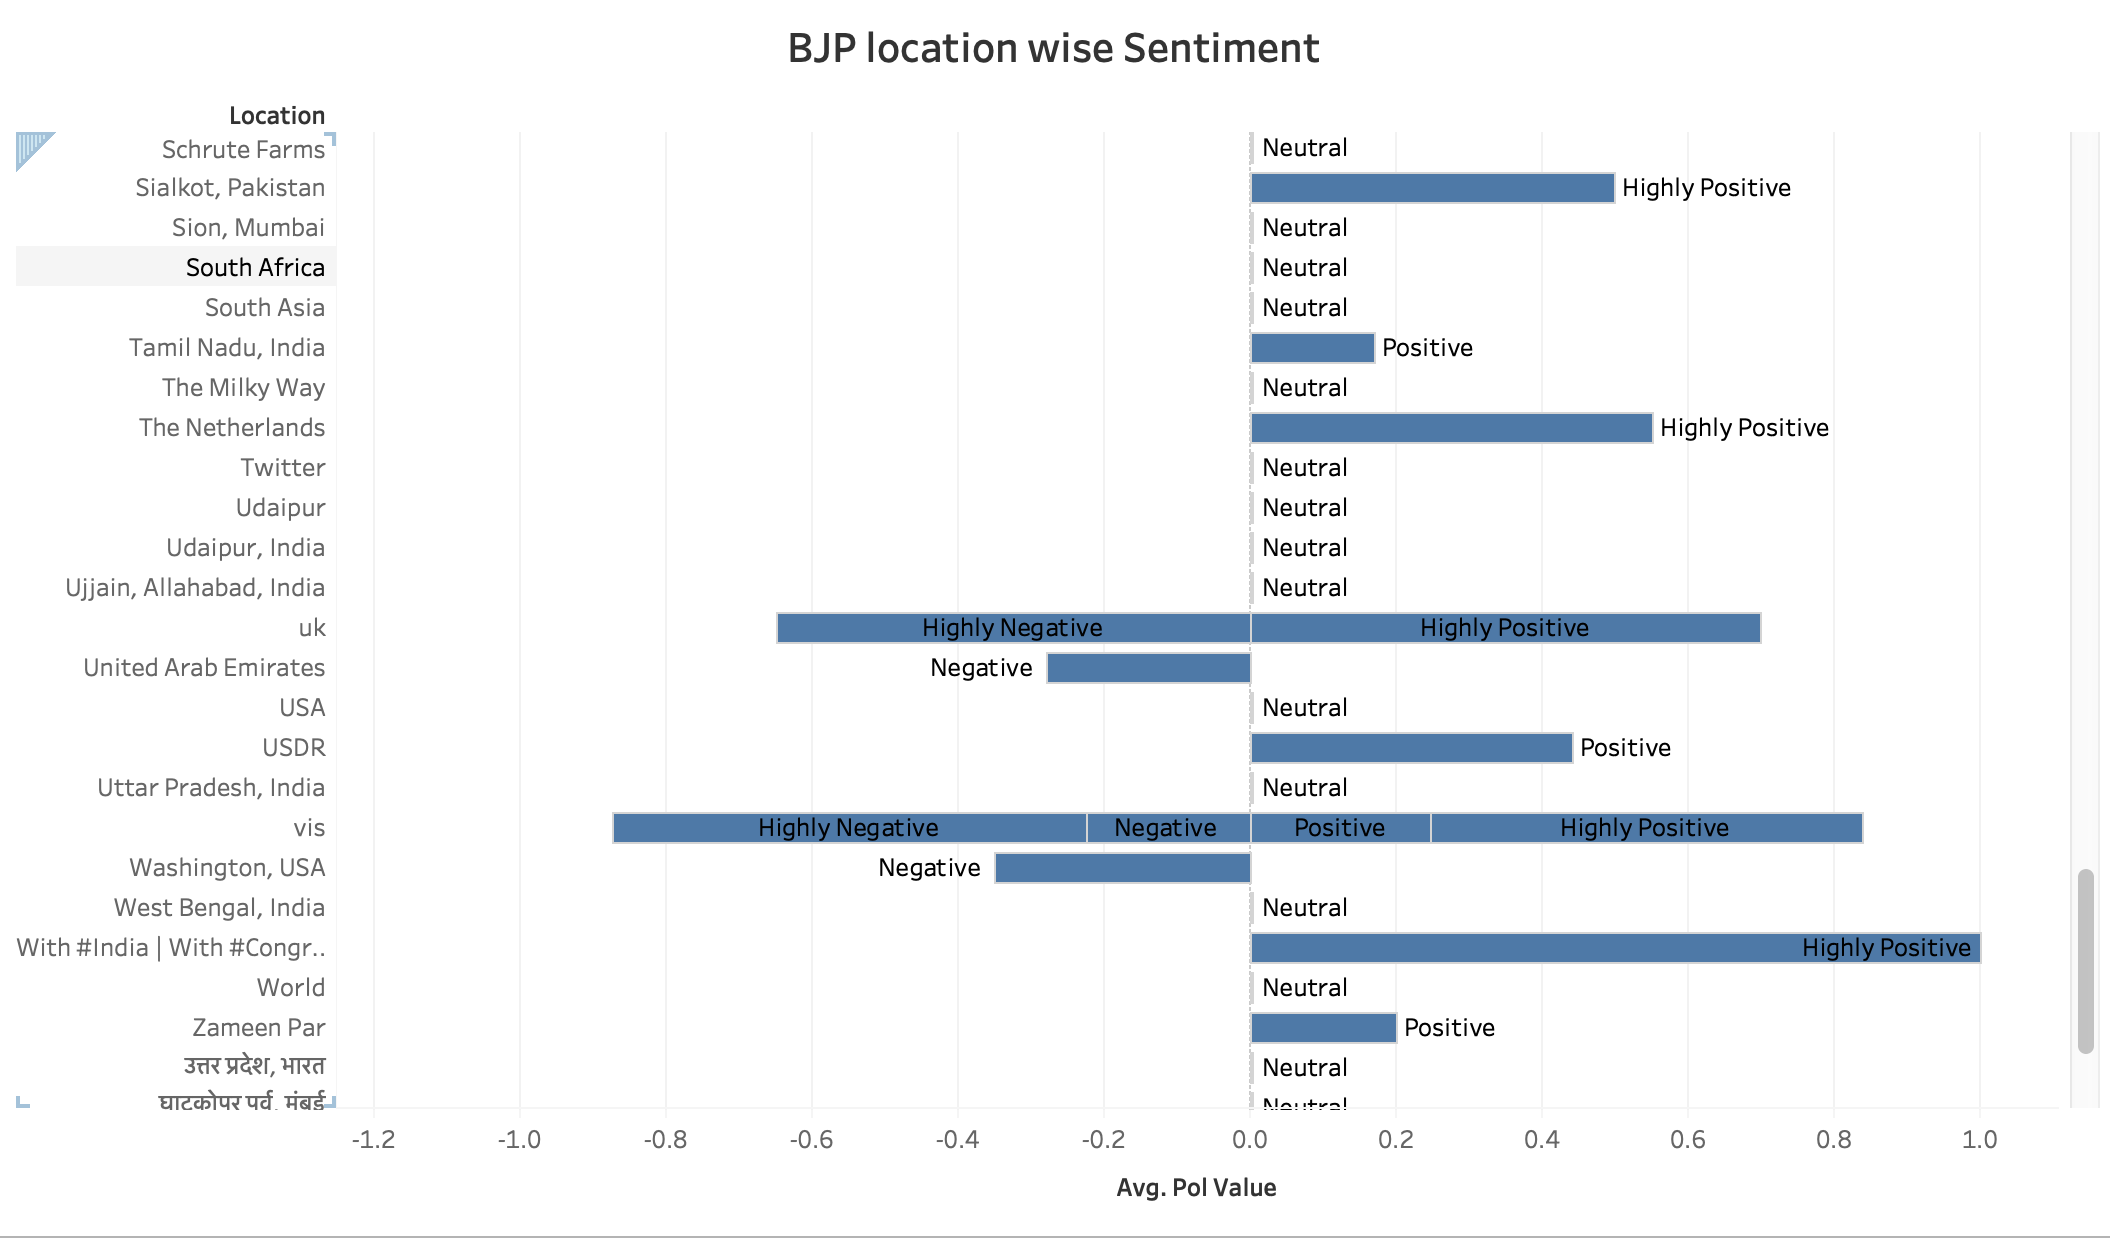 BJP location wise Sentiment
Location
Schrute Farms Neutral
Sialkot, Pakistan Highly Positive
Sion, Mumbai Neutral
South Africa Neutral
South Asia Neutral
Tamil Nadu, India Positive
The Milky Way Neutral
The Netherlands Highly Positive
Twitter Neutral
Udaipur Neutral
Udaipur, India Neutral
Ujjain, Allahabad, India Neutral
uk Highly Negative Highly Positive
United Arab Emirates Negative
USA Neutral
USDR Positive
Uttar Pradesh, India Neutral
vis Highly Negative Negative Positive Highly Positive
Washington, USA Negative
West Bengal, India Neutral
With #India | With #Congr.. Highly Positive
World Neutral
Zameen Par Positive
उत्तर प्रदेश, भारत Neutral
घाटकोपर Neutral
-1.2 -1.0 -0.8 -0.6 -0.4 -0.2 0.0 0.2 0.4 0.6 0.8 1.0
Avg. Pol Value